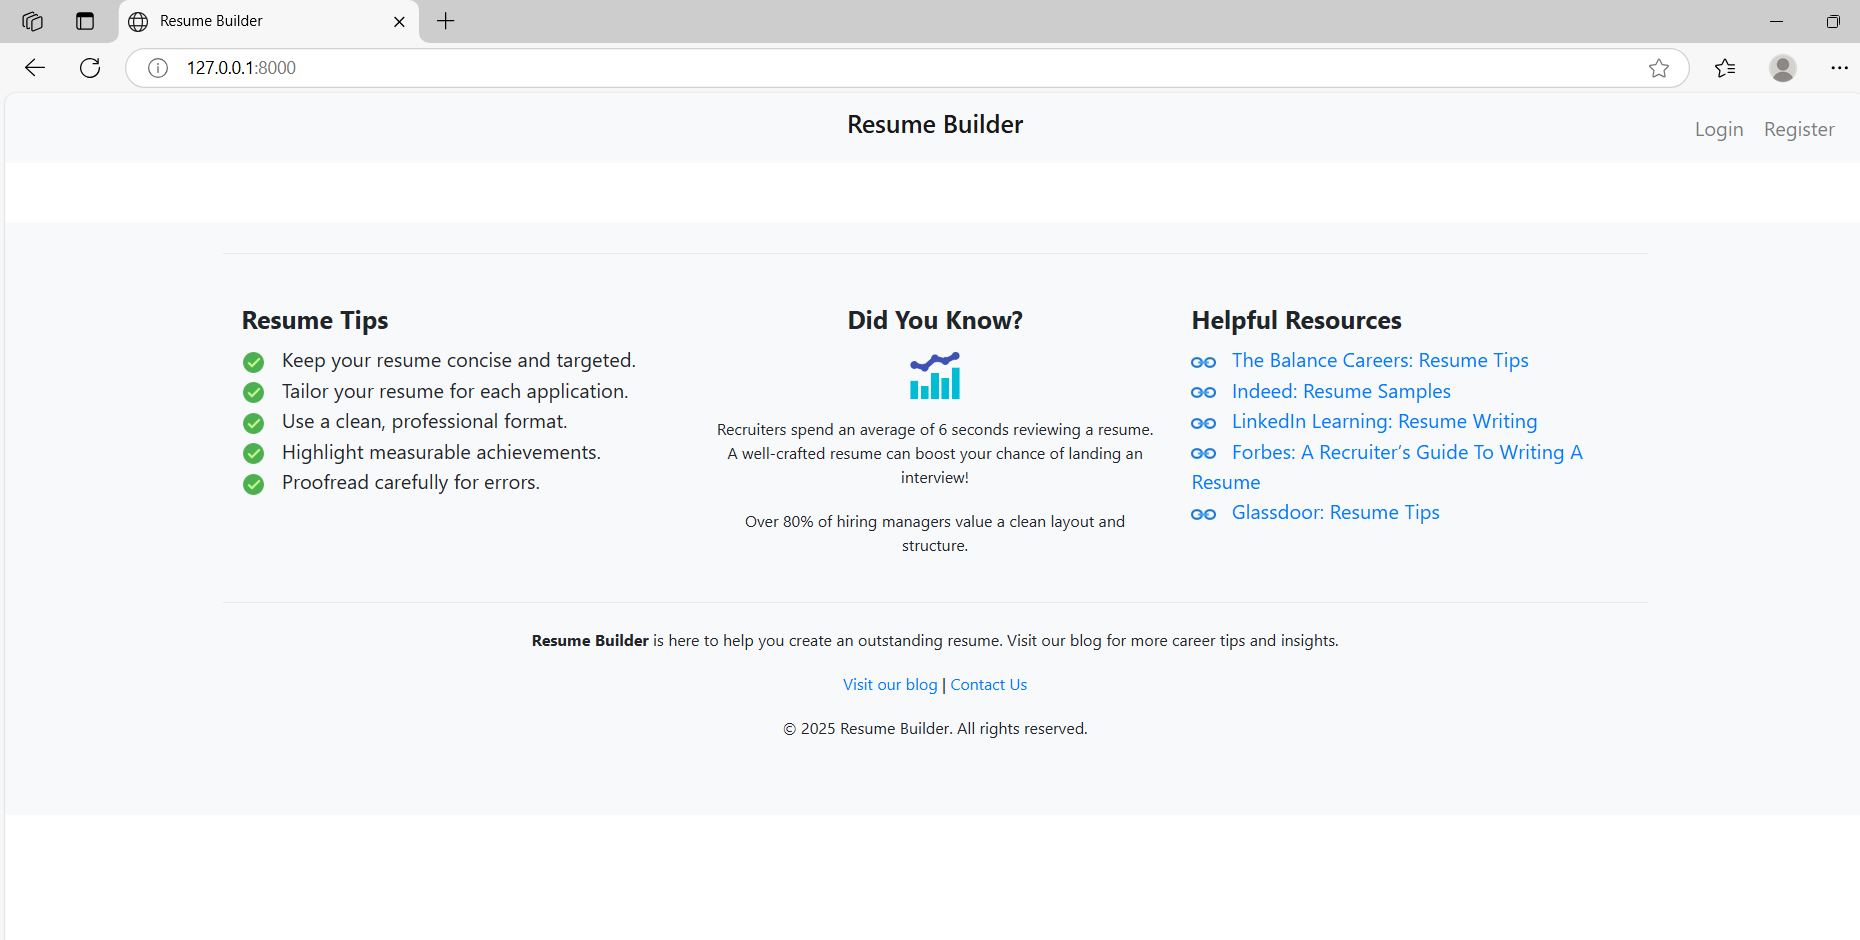 Resume Builder
127.0.0.1:8000
Resume Builder
Login Register
Resume Tips
Keep your resume concise and targeted.
Tailor your resume for each application.
Use a clean, professional format.
Highlight measurable achievements.
Proofread carefully for errors.
Did You Know?
Recruiters spend an average of 6 seconds reviewing a resume.
A well-crafted resume can boost your chance of landing an
interview!
Over 80% of hiring managers value a clean layout and
structure.
Helpful Resources
The Balance Careers: Resume Tips
Indeed: Resume Samples
LinkedIn Learning: Resume Writing
Forbes: A Recruiter’s Guide To Writing A
Resume
Glassdoor: Resume Tips
Resume Builder is here to help you create an outstanding resume. Visit our blog for more career tips and insights.
Visit our blog | Contact Us
© 2025 Resume Builder. All rights reserved.